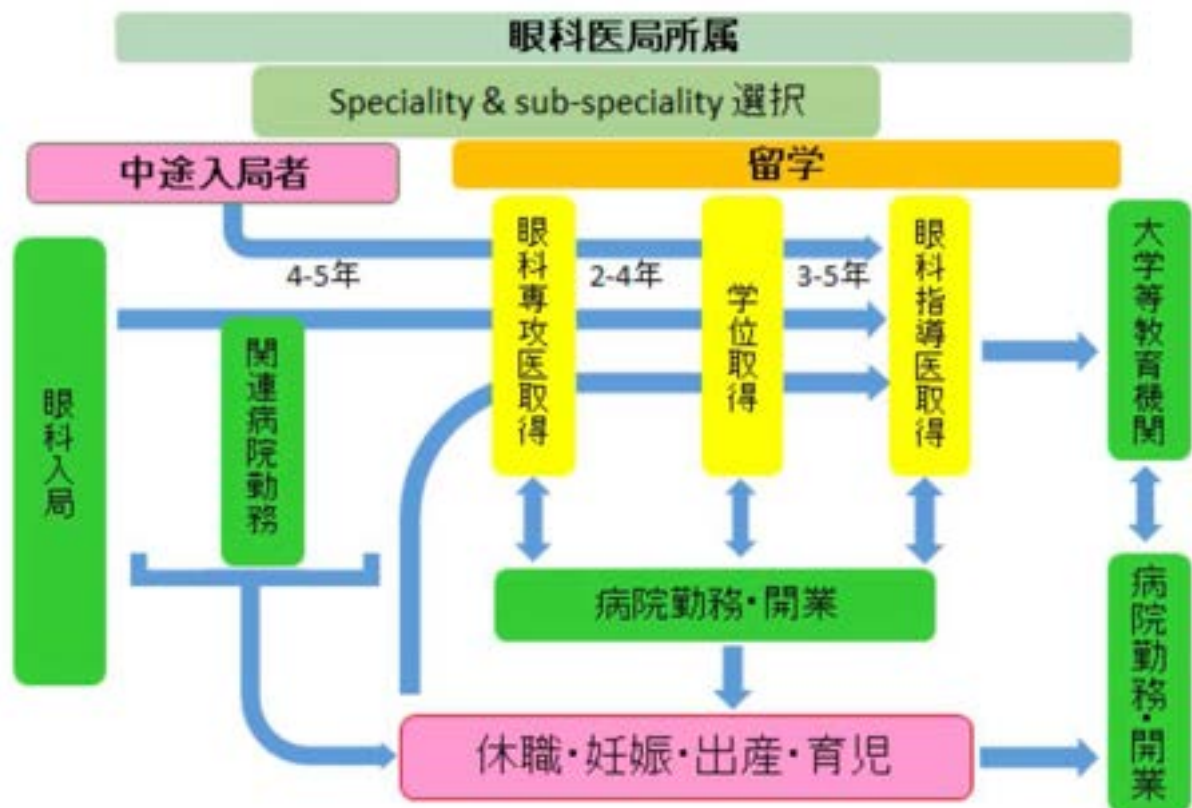 眼科医局所属
Speciality & sub-speciality 選択
中途入局者
留学
眼科入局
4-5年
関連病院勤務
眼科専攻医取得
2-4年
学位取得
3-5年
眼科指導医取得
大学等教育機関
病院勤務・開業
病院勤務・開業
休職・妊娠・出産・育児